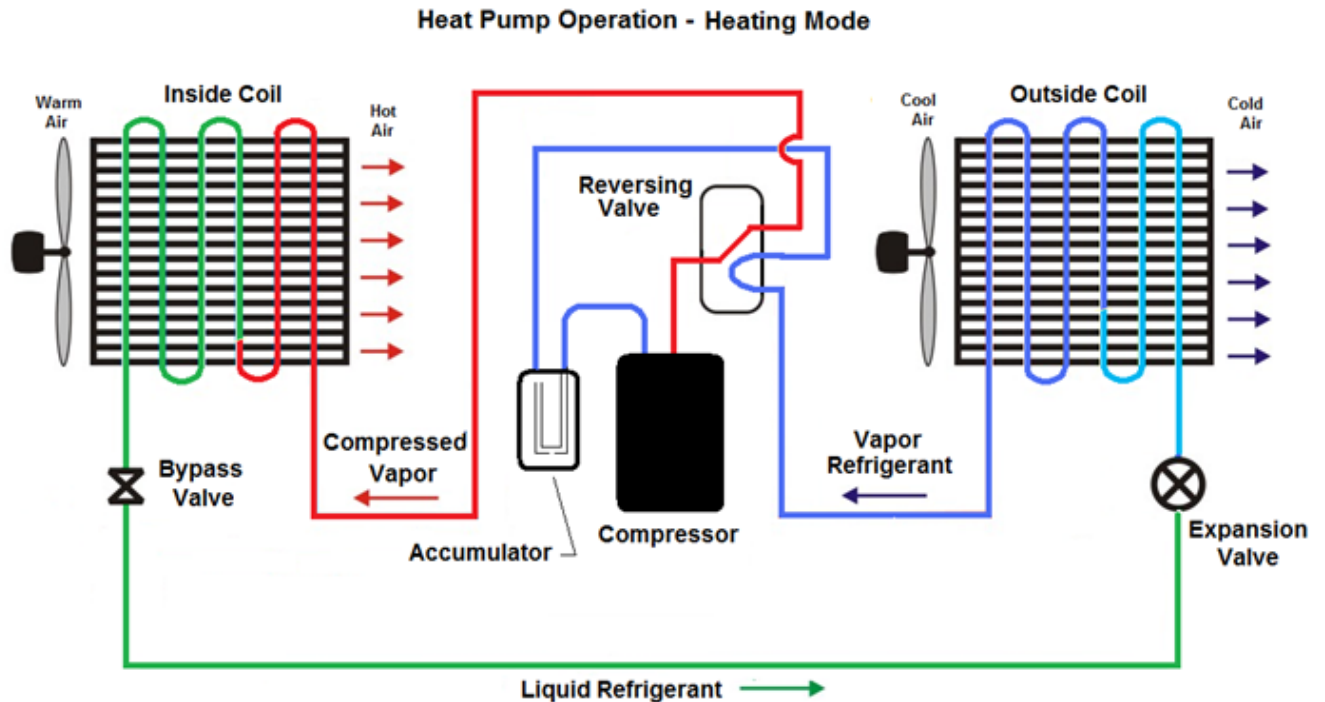 Heat Pump Operation - Heating Mode
Warm
Air
Inside Coil
Hot
Air
Reversing
Valve
Cool
Air
Outside Coil
Cold
Air
Compressed
Vapor
Bypass
Valve
Accumulator
Compressor
Vapor
Refrigerant
Expansion
Valve
Liquid Refrigerant